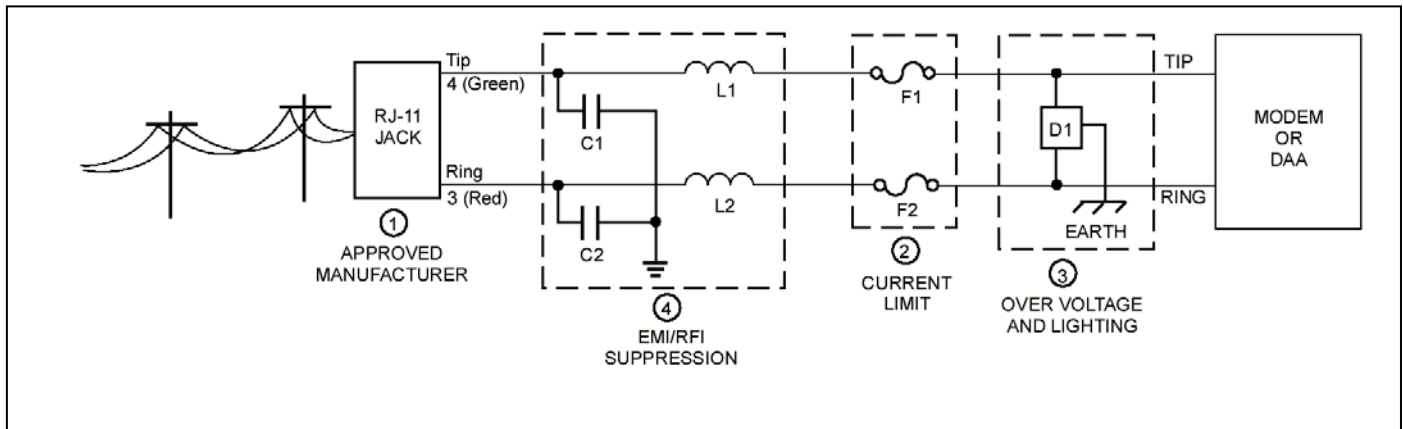 Tip
4 (Green)
RJ-11
JACK
Ring
3 (Red)
1
APPROVED
MANUFACTURER
C1
C2
L1
L2
4
EMI/RFI
SUPPRESSION
F1
F2
2
CURRENT
LIMIT
D1
EARTH
3
OVER VOLTAGE
AND LIGHTING
TIP
RING
MODEM
OR
DAA